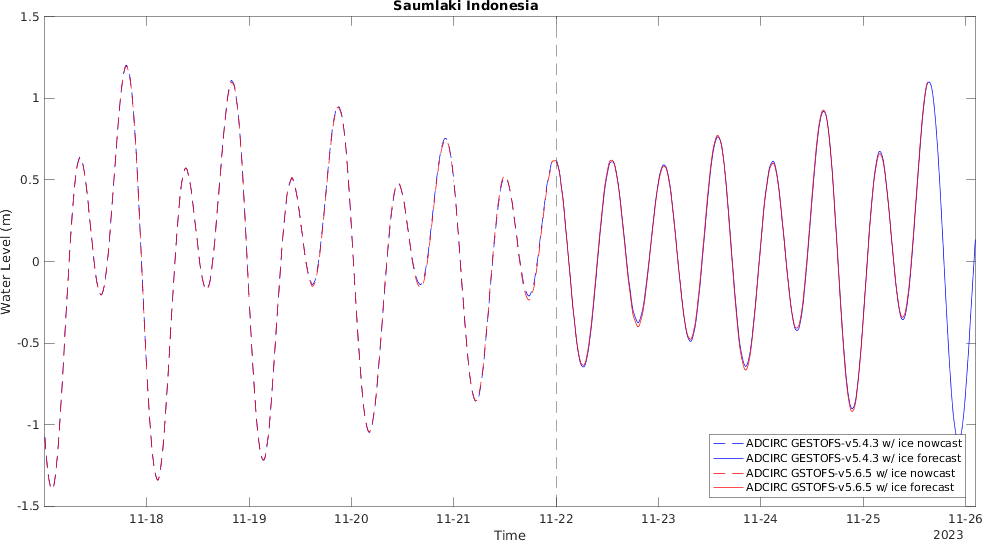 Saumlaki Indonesia
1.5
1
0.5
0
-0.5
-1
-1.5
Water Level (m)
11-18 11-19 11-20 11-21 11-22 11-23 11-24 11-25 11-26
Time
2023
ADCIRC GESTOFS-v5.4.3 w/ ice nowcast
ADCIRC GESTOFS-v5.4.3 w/ ice forecast
ADCIRC GSTOFS-v5.6.5 w/ ice nowcast
ADCIRC GSTOFS-v5.6.5 w/ ice forecast